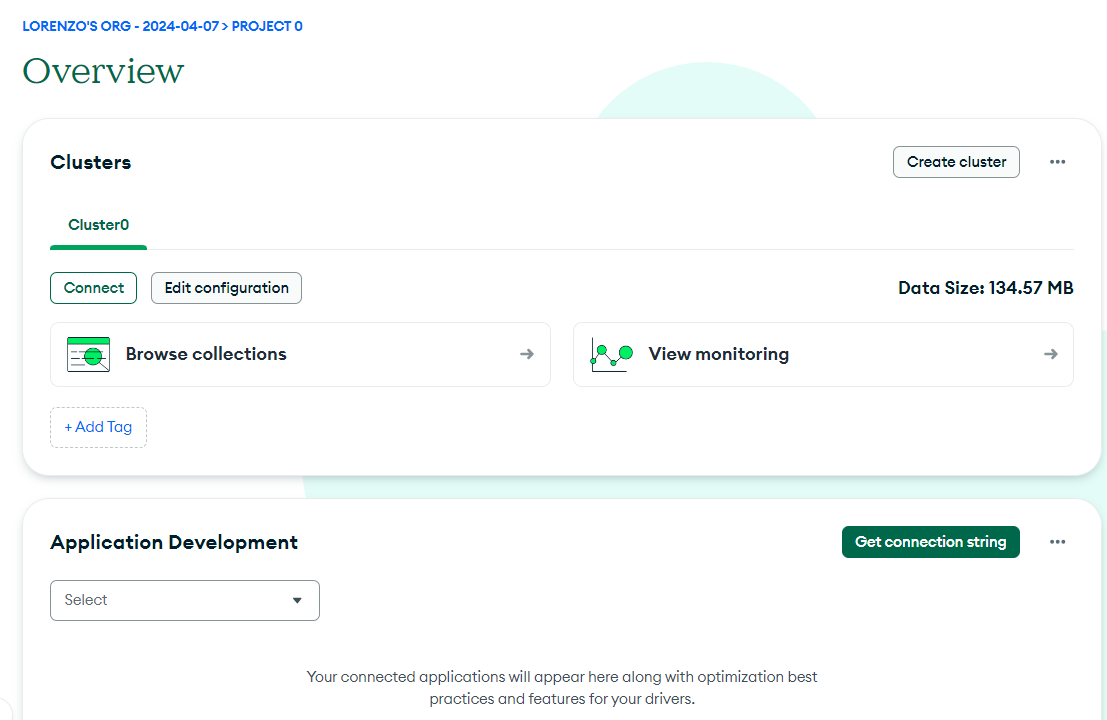 LORENZO'S ORG - 2024-04-07 > PROJECT 0
Overview
Clusters
Create cluster
Cluster0
Connect
Edit configuration
Data Size: 134.57 MB
Browse collections
View monitoring
+ Add Tag
Application Development
Get connection string
Select
Your connected applications will appear here along with optimization best
practices and features for your drivers.